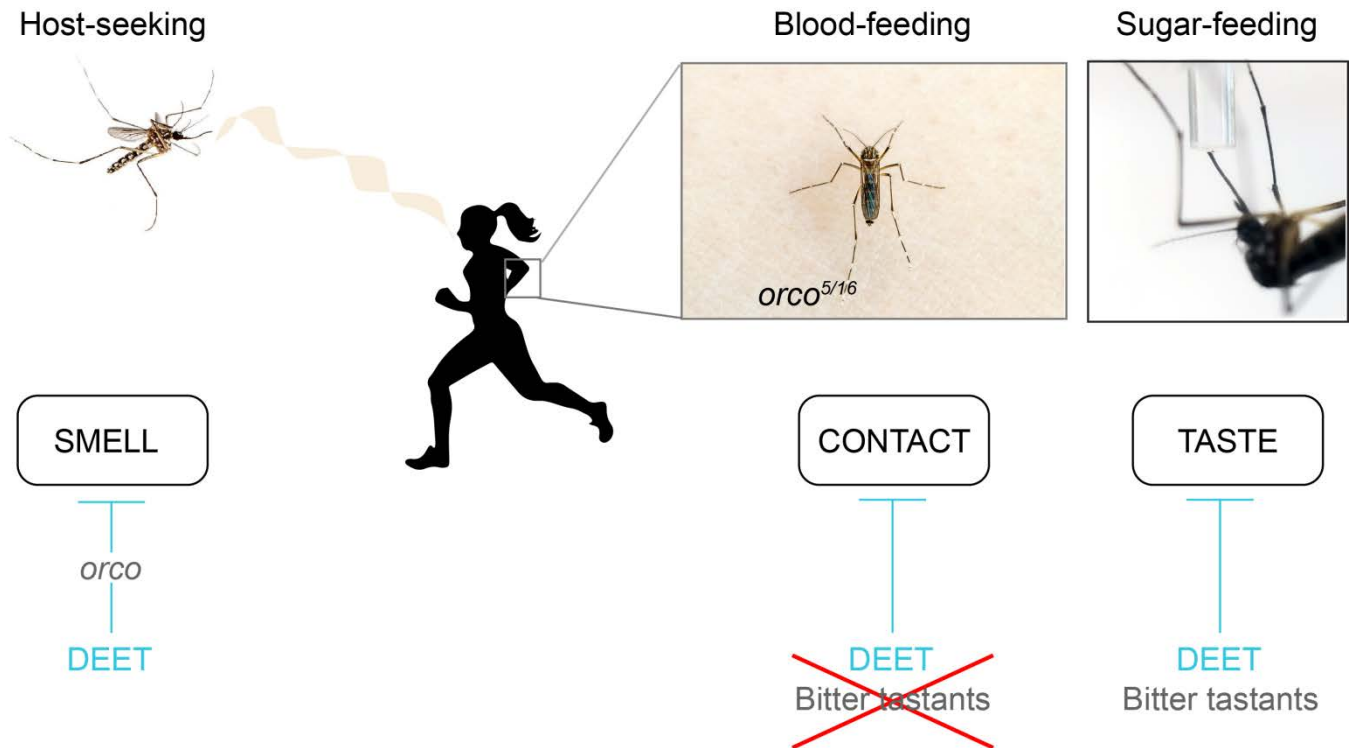 Host-seeking
Blood-feeding
Sugar-feeding
orco5/16
SMELL
CONTACT
TASTE
orco
DEET
DEET
DEET
Bitter tastants
Bitter tastants